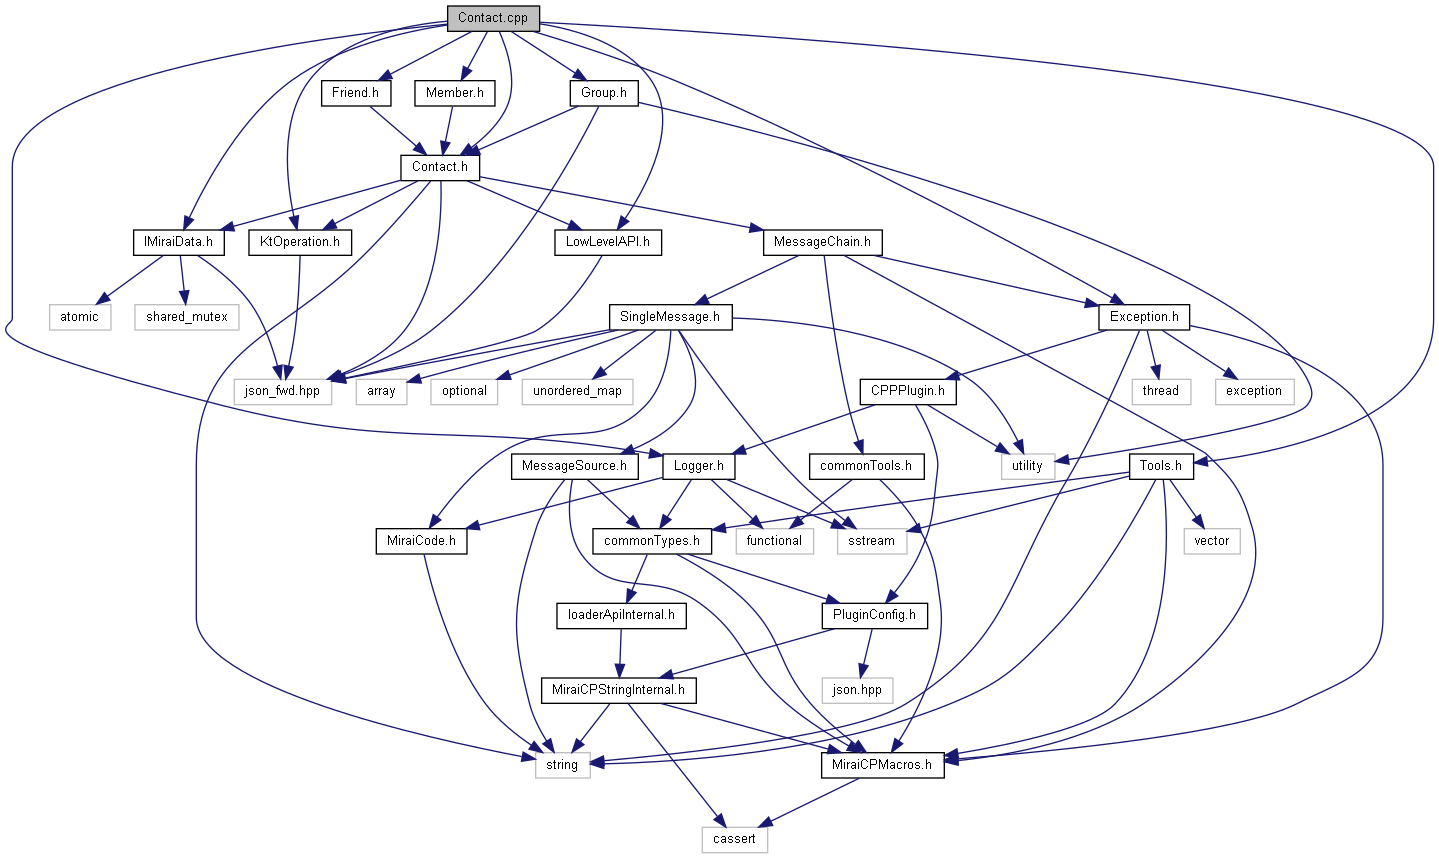 Contact.cpp
Friend.h
Member.h
Group.h
Contact.h
IMiraiData.h
KtOperation.h
LowLevelAPI.h
MessageChain.h
atomic
shared_mutex
SingleMessage.h
Exception.h
json_fwd.hpp
array
optional
unordered_map
CPPPlugin.h
thread
exception
MessageSource.h
Logger.h
commonTools.h
utility
Tools.h
MiraiCode.h
commonTypes.h
functional
sstream
vector
loaderApiInternal.h
PluginConfig.h
MiraiCPStringInternal.h
json.hpp
string
MiraiCPMacros.h
cassert